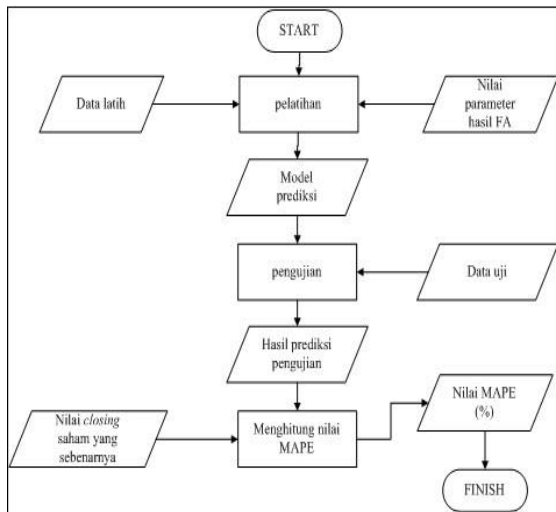 START
Data latih
pelatihan
Nilai
parameter
hasil FA
Model
prediksi
pengujian
Data uji
Hasil prediksi
pengujian
Nilai closing
saham yang
sebenarnya
Menghitung nilai
MAPE
Nilai MAPE
(%)
FINISH